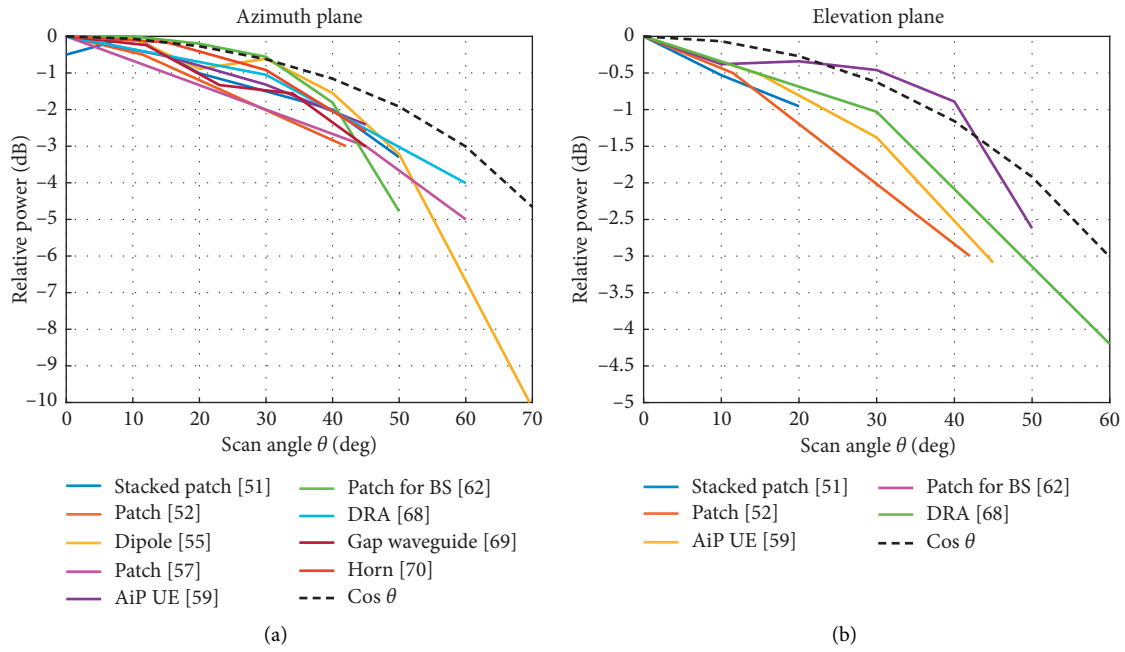 Azimuth plane
0
−1
−2
−3
−4
−5
−6
−7
−8
−9
−10
Relative power (dB)
0 10 20 30 40 50 60 70
Scan angle θ (deg)
Stacked patch [51]
Patch [52]
Dipole [55]
Patch [57]
AiP UE [59]
Patch for BS [62]
DRA [68]
Gap waveguide [69]
Horn [70]
Cos θ
(a)
Elevation plane
0
−0.5
−1
−1.5
−2
−2.5
−3
−3.5
−4
−4.5
−5
Relative power (dB)
0 10 20 30 40 50 60
Scan angle θ (deg)
Stacked patch [51]
Patch [52]
AiP UE [59]
Patch for BS [62]
DRA [68]
Cos θ
(b)